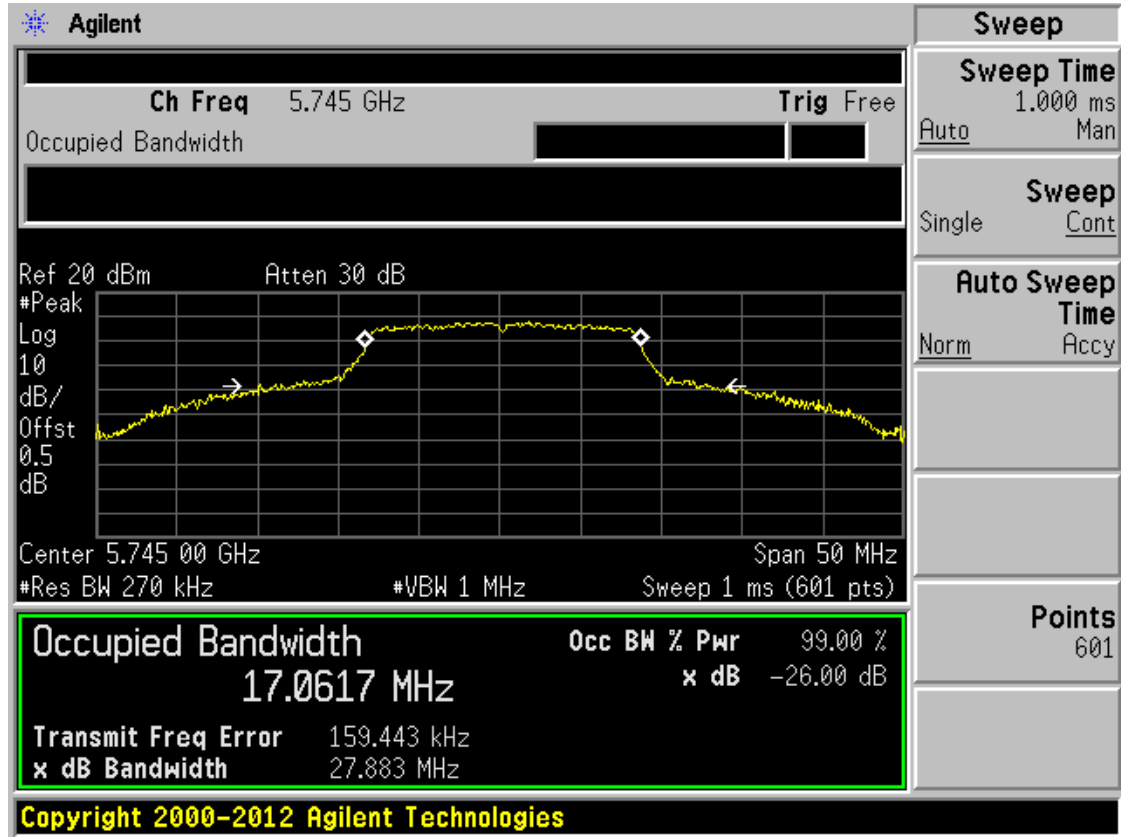 Agilent
Sweep
Ch Freq 5.745 GHz Trig Free
Occupied Bandwidth
Sweep Time
1.000 ms
Auto Man
Sweep
Single Cont
Auto Sweep
Time
Norm Accy
Points
601
Ref 20 dBm Atten 30 dB
#Peak
Log
10
dB/
Offst
0.5
dB
Center 5.745 00 GHz Span 50 MHz
#Res BW 270 kHz #VBW 1 MHz Sweep 1 ms (601 pts)
Occupied Bandwidth
17.0617 MHz
Occ BW % Pwr 99.00 %
x dB -26.00 dB
Transmit Freq Error 159.443 kHz
x dB Bandwidth 27.883 MHz
Copyright 2000-2012 Agilent Technologies